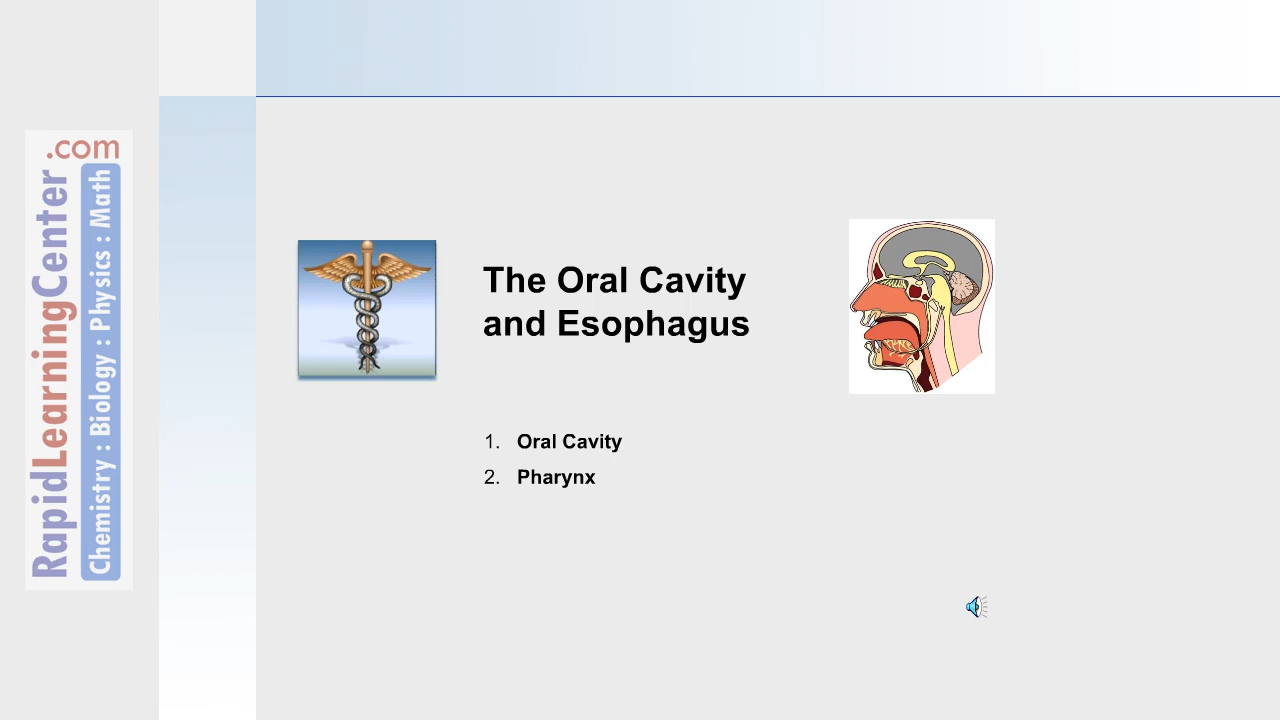 RapidLearningCenter.com
Chemistry : Biology : Physics : Math
The Oral Cavity
and Esophagus
1. Oral Cavity
2. Pharynx